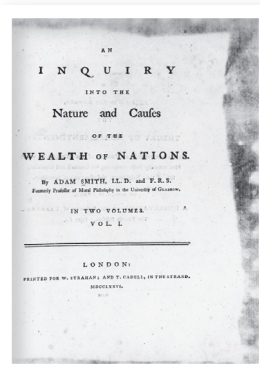 AN
INQUIRY
INTO THE
Nature and Cauſes
OF THE
WEALTH OF NATIONS.
By ADAM SMITH, LL. D. and F. R. S.
Formerly Profeſſor of Moral Philoſophy in the Univerſity of GLASGOW.
IN TWO VOLUMES.
VOL. I.
LONDON:
PRINTED FOR W. STRAHAN; AND T. CADELL, IN THE STRAND.
MDCCLXXVI.